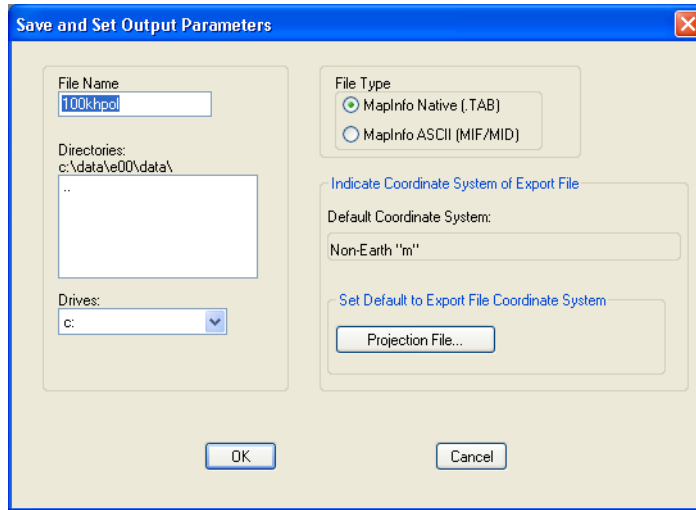 Save and Set Output Parameters
File Name
100khpol
Directories:
c:\data\e00\data\
..
Drives:
c:
File Type
MapInfo Native (.TAB)
MapInfo ASCII (MIF/MID)
Indicate Coordinate System of Export File
Default Coordinate System:
Non-Earth "m"
Set Default to Export File Coordinate System
Projection File...
OK
Cancel